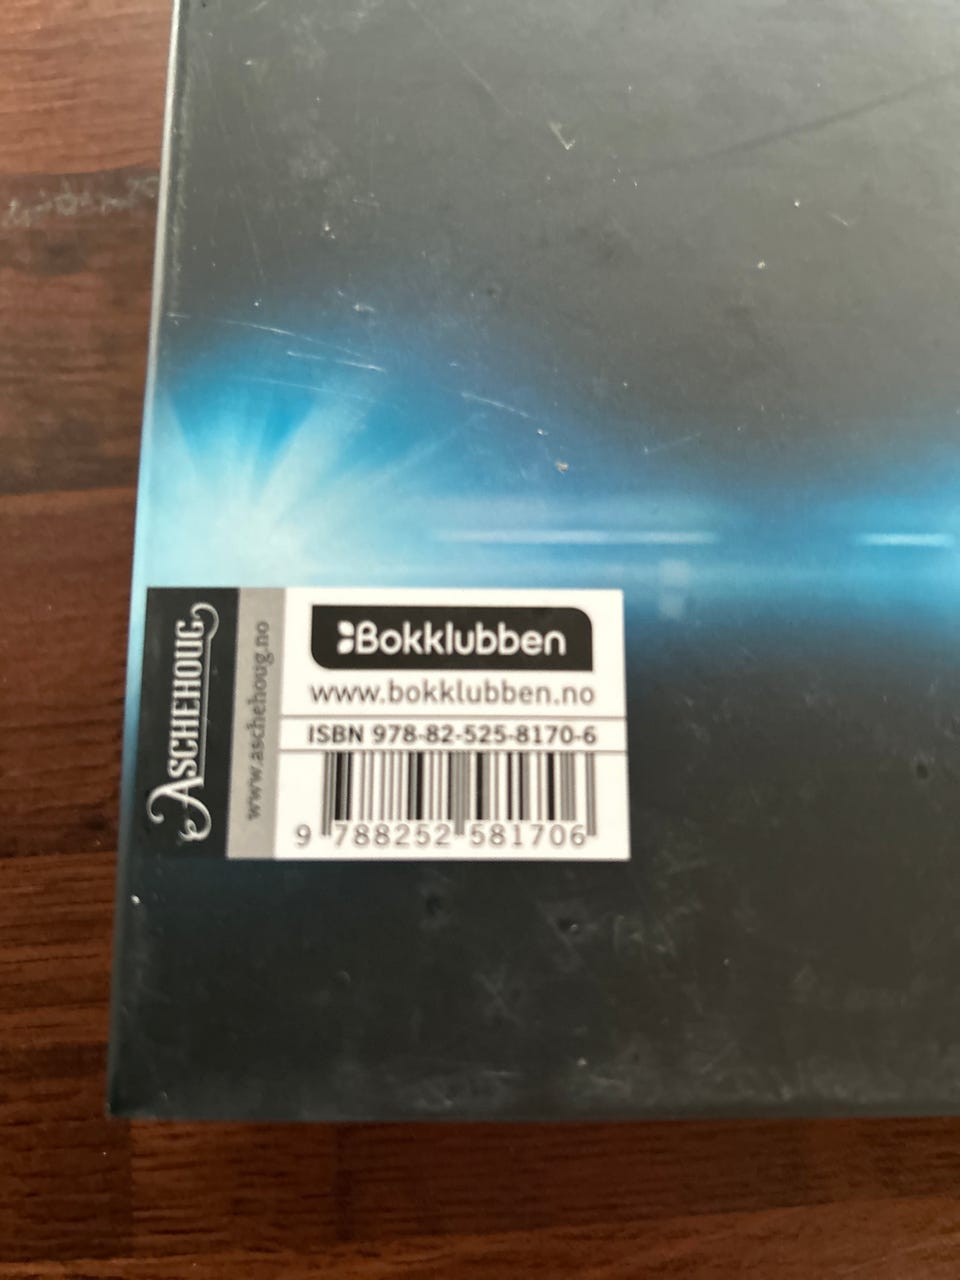 Bokklubben
www.bokklubben.no
ISBN 978-82-525-8170-6
9 788252 581706
ASCHEHOUG
www.aschehoug.no